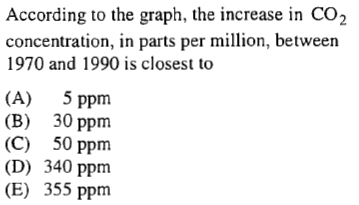 According to the graph, the increase in CO₂
concentration, in parts per million, between
1970 and 1990 is closest to
(A) 5 ppm
(B) 30 ppm
(C) 50 ppm
(D) 340 ppm
(E) 355 ppm